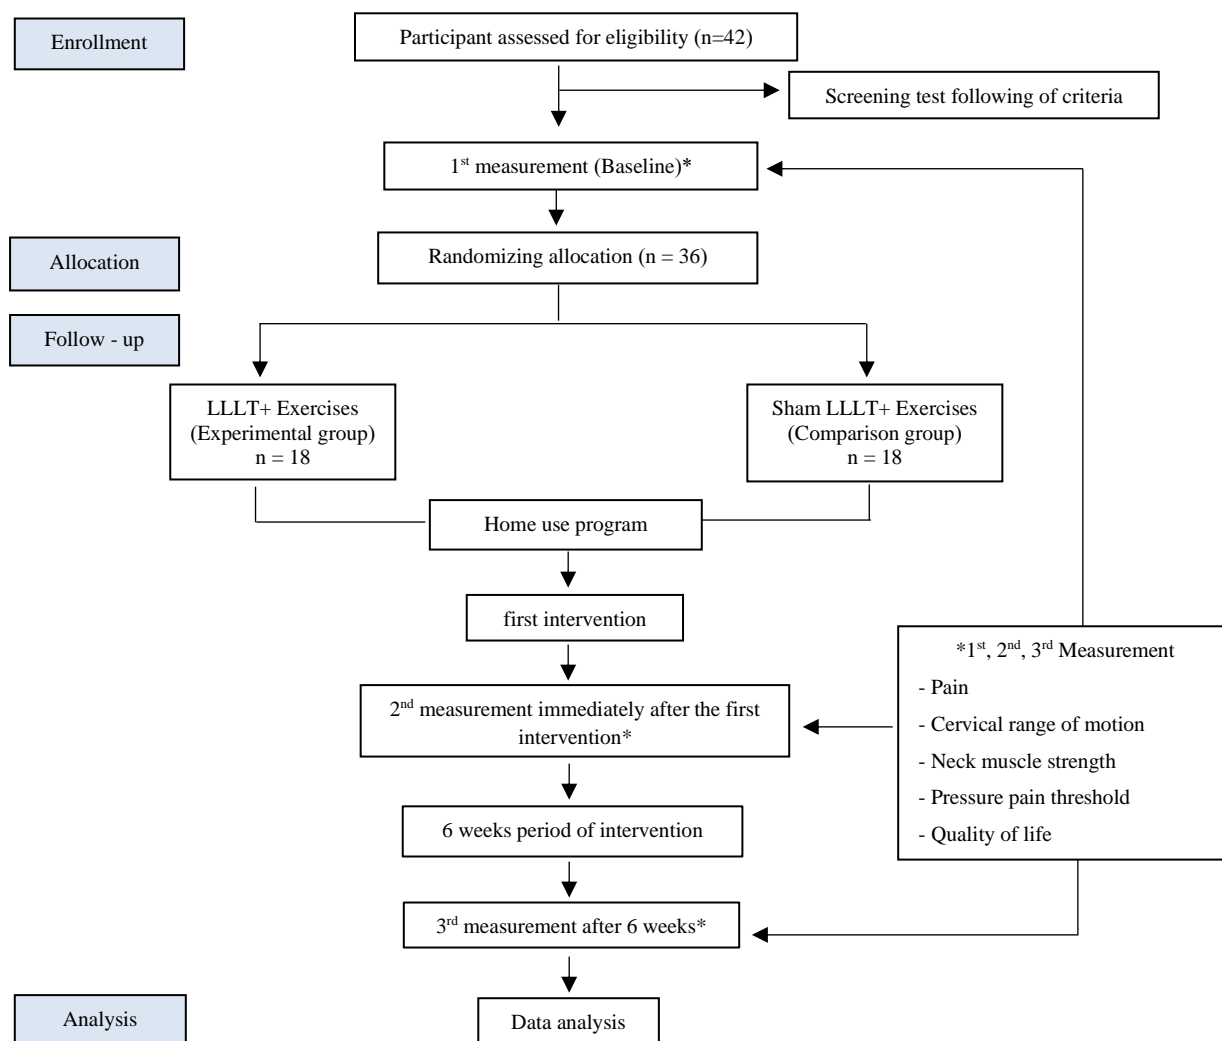 Enrollment
Participant assessed for eligibility (n=42)
Screening test following of criteria
1st measurement (Baseline)*
Allocation
Randomizing allocation (n = 36)
Follow - up
LLLT+ Exercises
(Experimental group)
n = 18
Sham LLLT+ Exercises
(Comparison group)
n = 18
Home use program
first intervention
*1st, 2nd, 3rd Measurement
- Pain
- Cervical range of motion
- Neck muscle strength
- Pressure pain threshold
- Quality of life
2nd measurement immediately after the first
intervention*
6 weeks period of intervention
3rd measurement after 6 weeks*
Analysis
Data analysis